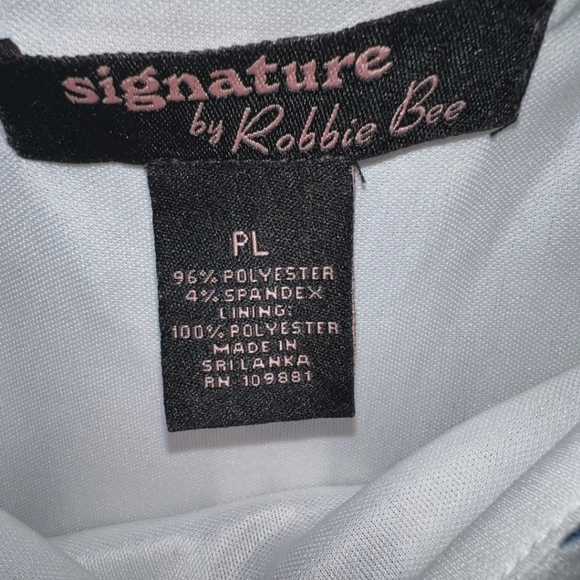 signature
by Robbie Bee
PL
96% POLYESTER
4% SPANDEX
LINING:
100% POLYESTER
MADE IN
SRI LANKA
RN 109881